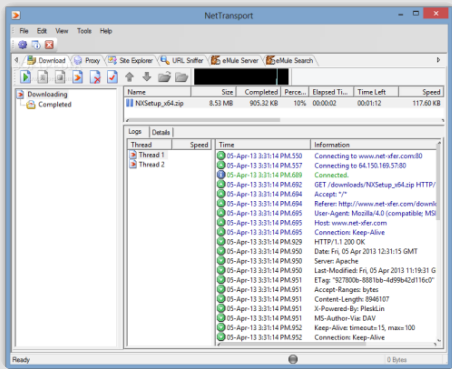 NetTransport
File Edit View Tools Help
Download Proxy Site Explorer URL Sniffer eMule Server eMule Search
Downloading
Completed
Name Size Completed Perce... Elapsed Ti... Time Left Speed
NXSetup_x64.zip 8.53 MB 905.32 KB 10% 00:00:02 00:01:12 117.60 KB
Logs Details
Thread Speed Time Information
Thread 1
Thread 2
05-Apr-13 3:31:14 PM.550 Connecting to www.net-xfer.com:80
05-Apr-13 3:31:14 PM.557 Connecting to 64.150.169.57:80
05-Apr-13 3:31:14 PM.689 Connected.
05-Apr-13 3:31:14 PM.692 GET /downloads/NXSetup_x64.zip HTTP/
05-Apr-13 3:31:14 PM.694 Accept: */*
05-Apr-13 3:31:14 PM.694 Referer: http://www.net-xfer.com/downl
05-Apr-13 3:31:14 PM.695 User-Agent: Mozilla/4.0 (compatible; MSI
05-Apr-13 3:31:14 PM.695 Host: www.net-xfer.com
05-Apr-13 3:31:14 PM.695 Connection: Keep-Alive
05-Apr-13 3:31:14 PM.929 HTTP/1.1 200 OK
05-Apr-13 3:31:14 PM.950 Date: Fri, 05 Apr 2013 12:31:15 GMT
05-Apr-13 3:31:14 PM.950 Server: Apache
05-Apr-13 3:31:14 PM.950 Last-Modified: Fri, 05 Apr 2013 11:19:31 G
05-Apr-13 3:31:14 PM.951 ETag: "927800b-8881bb-4d99b42d116c0"
05-Apr-13 3:31:14 PM.951 Accept-Ranges: bytes
05-Apr-13 3:31:14 PM.951 Content-Length: 8946107
05-Apr-13 3:31:14 PM.951 X-Powered-By: PleskLin
05-Apr-13 3:31:14 PM.951 MS-Author-Via: DAV
05-Apr-13 3:31:14 PM.952 Keep-Alive: timeout=15, max=100
05-Apr-13 3:31:14 PM.952 Connection: Keep-Alive
Ready 0 Bytes